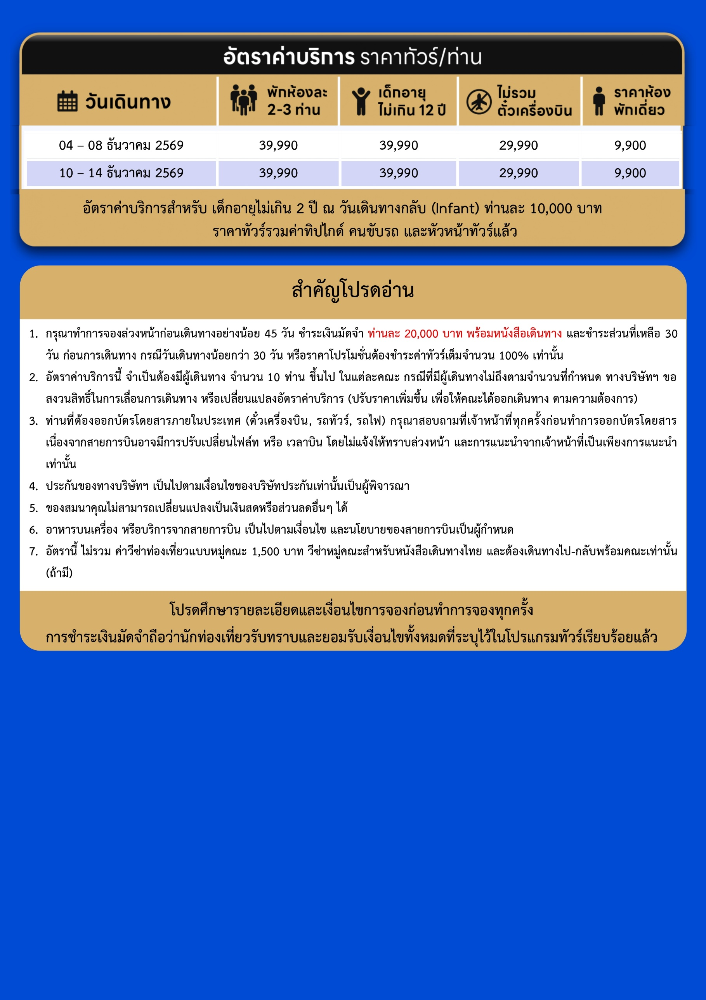 อัตราค่าบริการ ราคาทัวร์/ท่าน
วันเดินทาง
พักห้องละ
2-3 ท่าน
เด็กอายุ
ไม่เกิน 12 ปี
ไม่รวม
ตั๋วเครื่องบิน
ราคาห้อง
พักเดี่ยว
04 – 08 ธันวาคม 2569 39,990 39,990 29,990 9,900
10 – 14 ธันวาคม 2569 39,990 39,990 29,990 9,900
อัตราค่าบริการสำหรับ เด็กอายุไม่เกิน 2 ปี ณ วันเดินทางกลับ (Infant) ท่านละ 10,000 บาท
ราคาทัวร์รวมค่าทิปไกด์ คนขับรถ และหัวหน้าทัวร์แล้ว
สำคัญโปรดอ่าน
1. กรุณาทำการจองล่วงหน้าก่อนเดินทางอย่างน้อย 45 วัน ชำระเงินมัดจำ ท่านละ 20,000 บาท พร้อมหนังสือเดินทาง และชำระส่วนที่เหลือ 30
วัน ก่อนการเดินทาง กรณีวันเดินทางน้อยกว่า 30 วัน หรือราคาโปรโมชั่นต้องชำระค่าทัวร์เต็มจำนวน 100% เท่านั้น
2. อัตราค่าบริการนี้ จำเป็นต้องมีผู้เดินทาง จำนวน 10 ท่าน ขึ้นไป ในแต่ละคณะ กรณีที่มีผู้เดินทางไม่ถึงตามจำนวนที่กำหนด ทางบริษัทฯ ขอ
สงวนสิทธิ์ในการเลื่อนการเดินทาง หรือเปลี่ยนแปลงอัตราค่าบริการ (ปรับราคาเพิ่มขึ้น เพื่อให้คณะได้ออกเดินทาง ตามความต้องการ)
3. ท่านที่ต้องออกบัตรโดยสารภายในประเทศ (ตั๋วเครื่องบิน, รถทัวร์, รถไฟ) กรุณาสอบถามที่เจ้าหน้าที่ทุกครั้งก่อนทำการออกบัตรโดยสาร
เนื่องจากสายการบินอาจมีการปรับเปลี่ยนไฟล์ท หรือ เวลาบิน โดยไม่แจ้งให้ทราบล่วงหน้า และการแนะนำจากเจ้าหน้าที่เป็นเพียงการแนะนำ
เท่านั้น
4. ประกันของทางบริษัทฯ เป็นไปตามเงื่อนไขของบริษัทประกันเท่านั้นเป็นผู้พิจารณา
5. ของสมนาคุณไม่สามารถเปลี่ยนแปลงเป็นเงินสดหรือส่วนลดอื่นๆ ได้
6. อาหารบนเครื่อง หรือบริการจากสายการบิน เป็นไปตามเงื่อนไข และนโยบายของสายการบินเป็นผู้กำหนด
7. อัตรานี้ ไม่รวม ค่าวีซ่าท่องเที่ยวแบบหมู่คณะ 1,500 บาท วีซ่าหมู่คณะสำหรับหนังสือเดินทางไทย และต้องเดินทางไป-กลับพร้อมคณะเท่านั้น
(ถ้ามี)
โปรดศึกษารายละเอียดและเงื่อนไขการจองก่อนทำการจองทุกครั้ง
การชำระเงินมัดจำถือว่านักท่องเที่ยวรับทราบและยอมรับเงื่อนไขทั้งหมดที่ระบุไว้ในโปรแกรมทัวร์เรียบร้อยแล้ว